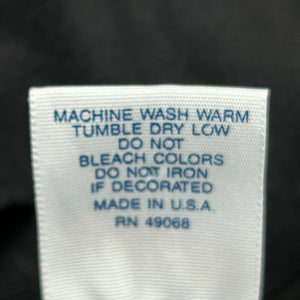 MACHINE WASH WARM
TUMBLE DRY LOW
DO NOT
BLEACH COLORS
DO NOT IRON
IF DECORATED
MADE IN U.S.A.
RN 49068